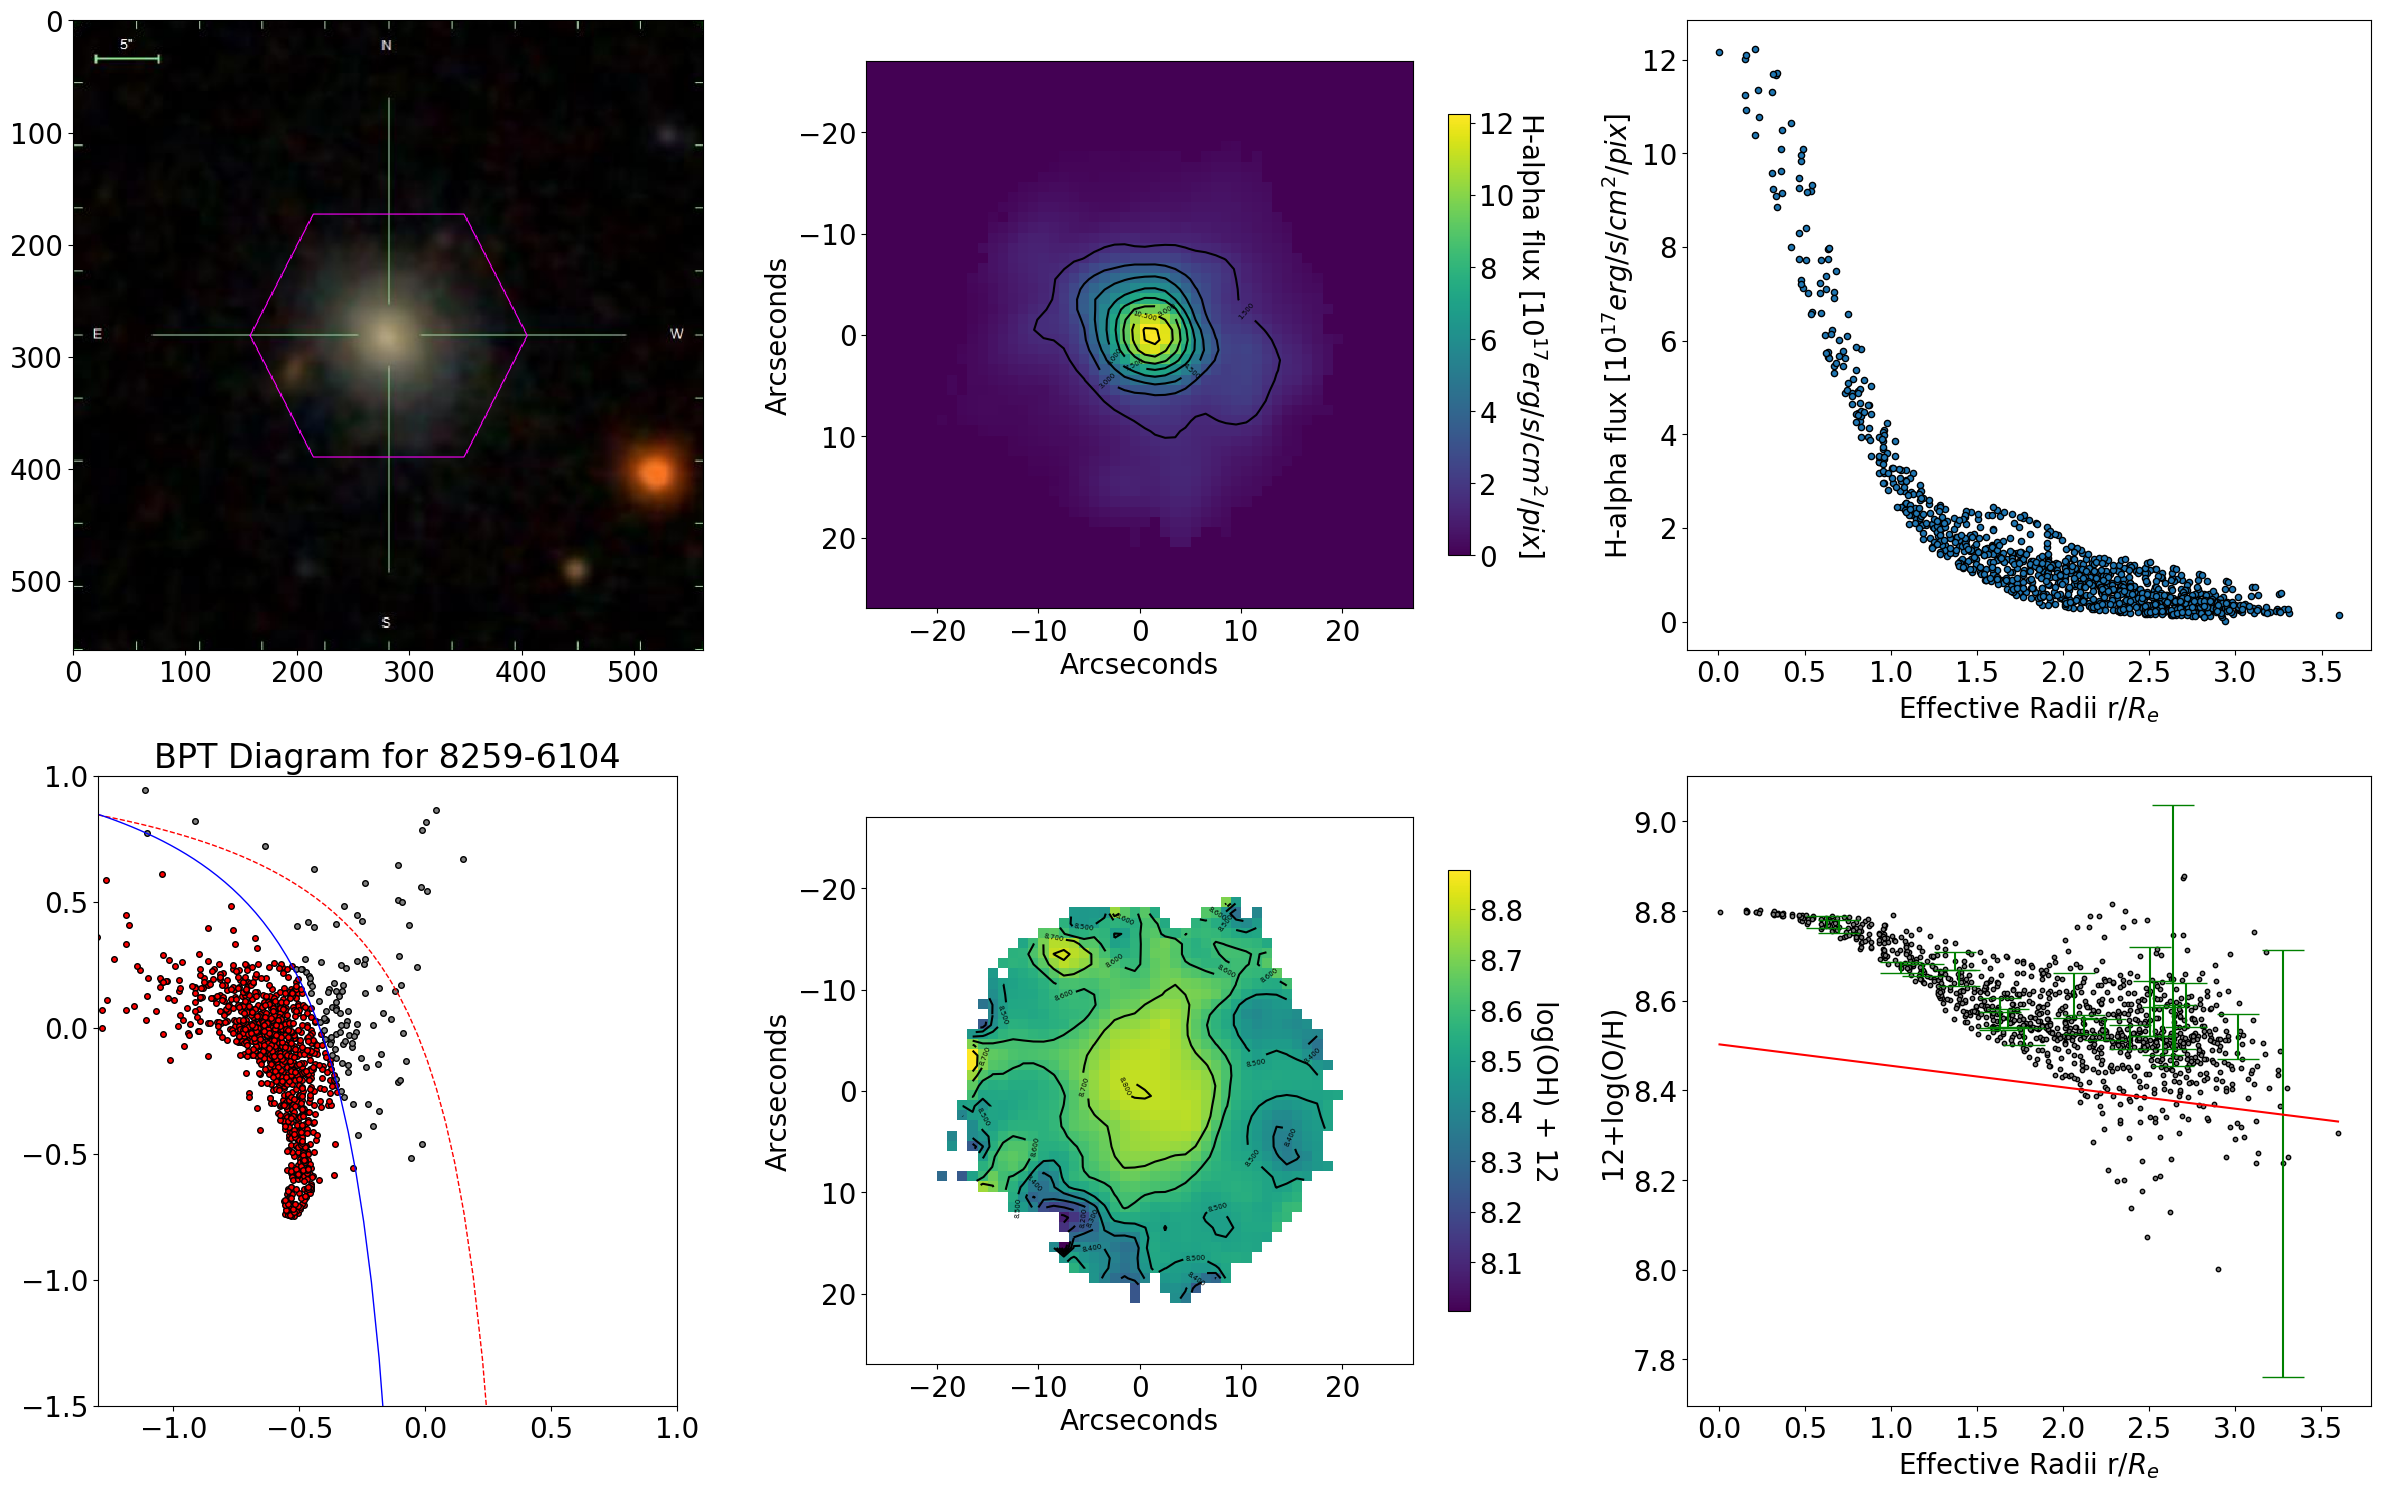 0
100
200
300
400
500
0 100 200 300 400 500
5"
N
E
W
S
−20
−10
0
10
20
−20 −10 0 10 20
Arcseconds
Arcseconds
12
10
8
6
4
2
0
H-alpha flux [10^17 erg/s/cm^2/pix]
12
10
8
6
4
2
0
0.0 0.5 1.0 1.5 2.0 2.5 3.0 3.5
H-alpha flux [10^17 erg/s/cm^2/pix]
Effective Radii r/R_e
BPT Diagram for 8259-6104
1.0
0.5
0.0
−0.5
−1.0
−1.5
−1.0 −0.5 0.0 0.5 1.0
−20
−10
0
10
20
−20 −10 0 10 20
Arcseconds
Arcseconds
8.8
8.7
8.6
8.5
8.4
8.3
8.2
8.1
log(OH) + 12
9.0
8.8
8.6
8.4
8.2
8.0
7.8
0.0 0.5 1.0 1.5 2.0 2.5 3.0 3.5
12+log(O/H)
Effective Radii r/R_e